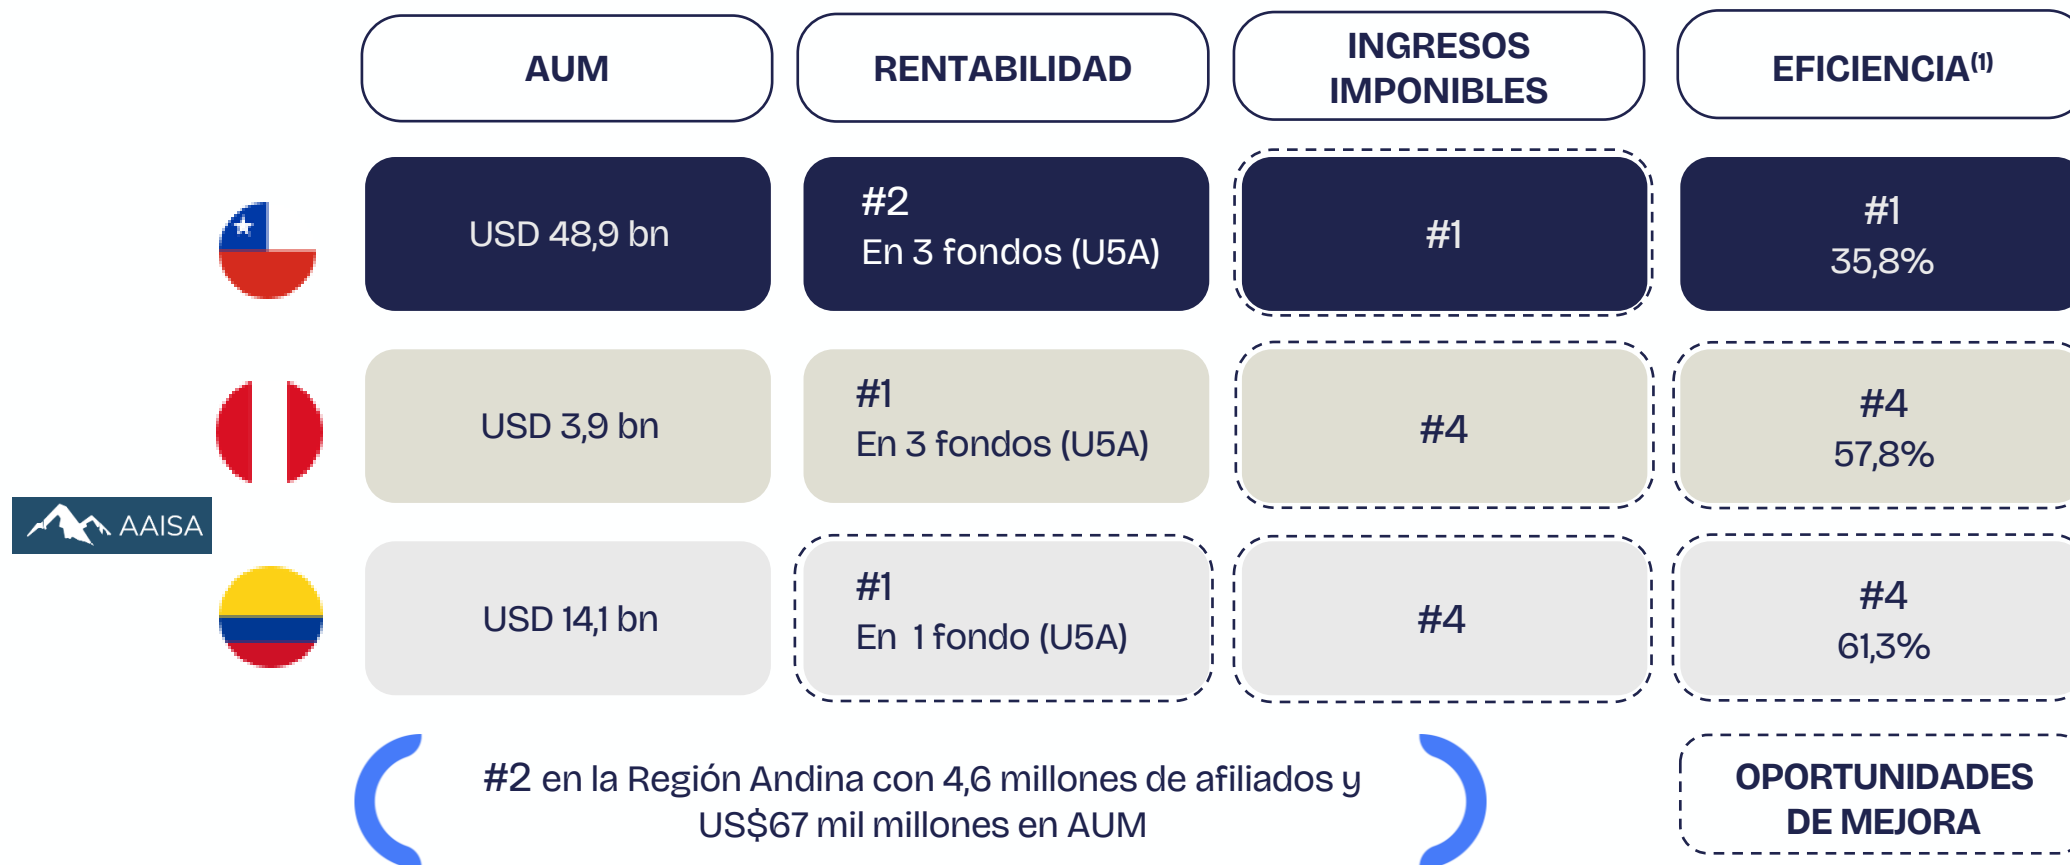 AUM
RENTABILIDAD
INGRESOS
IMPONIBLES
EFICIENCIA(1)
USD 48,9 bn
#2
En 3 fondos (U5A)
#1
#1
35,8%
USD 3,9 bn
#1
En 3 fondos (U5A)
#4
#4
57,8%
AAISA
USD 14,1 bn
#1
En 1 fondo (U5A)
#4
#4
61,3%
#2 en la Región Andina con 4,6 millones de afiliados y
US$67 mil millones en AUM
OPORTUNIDADES
DE MEJORA